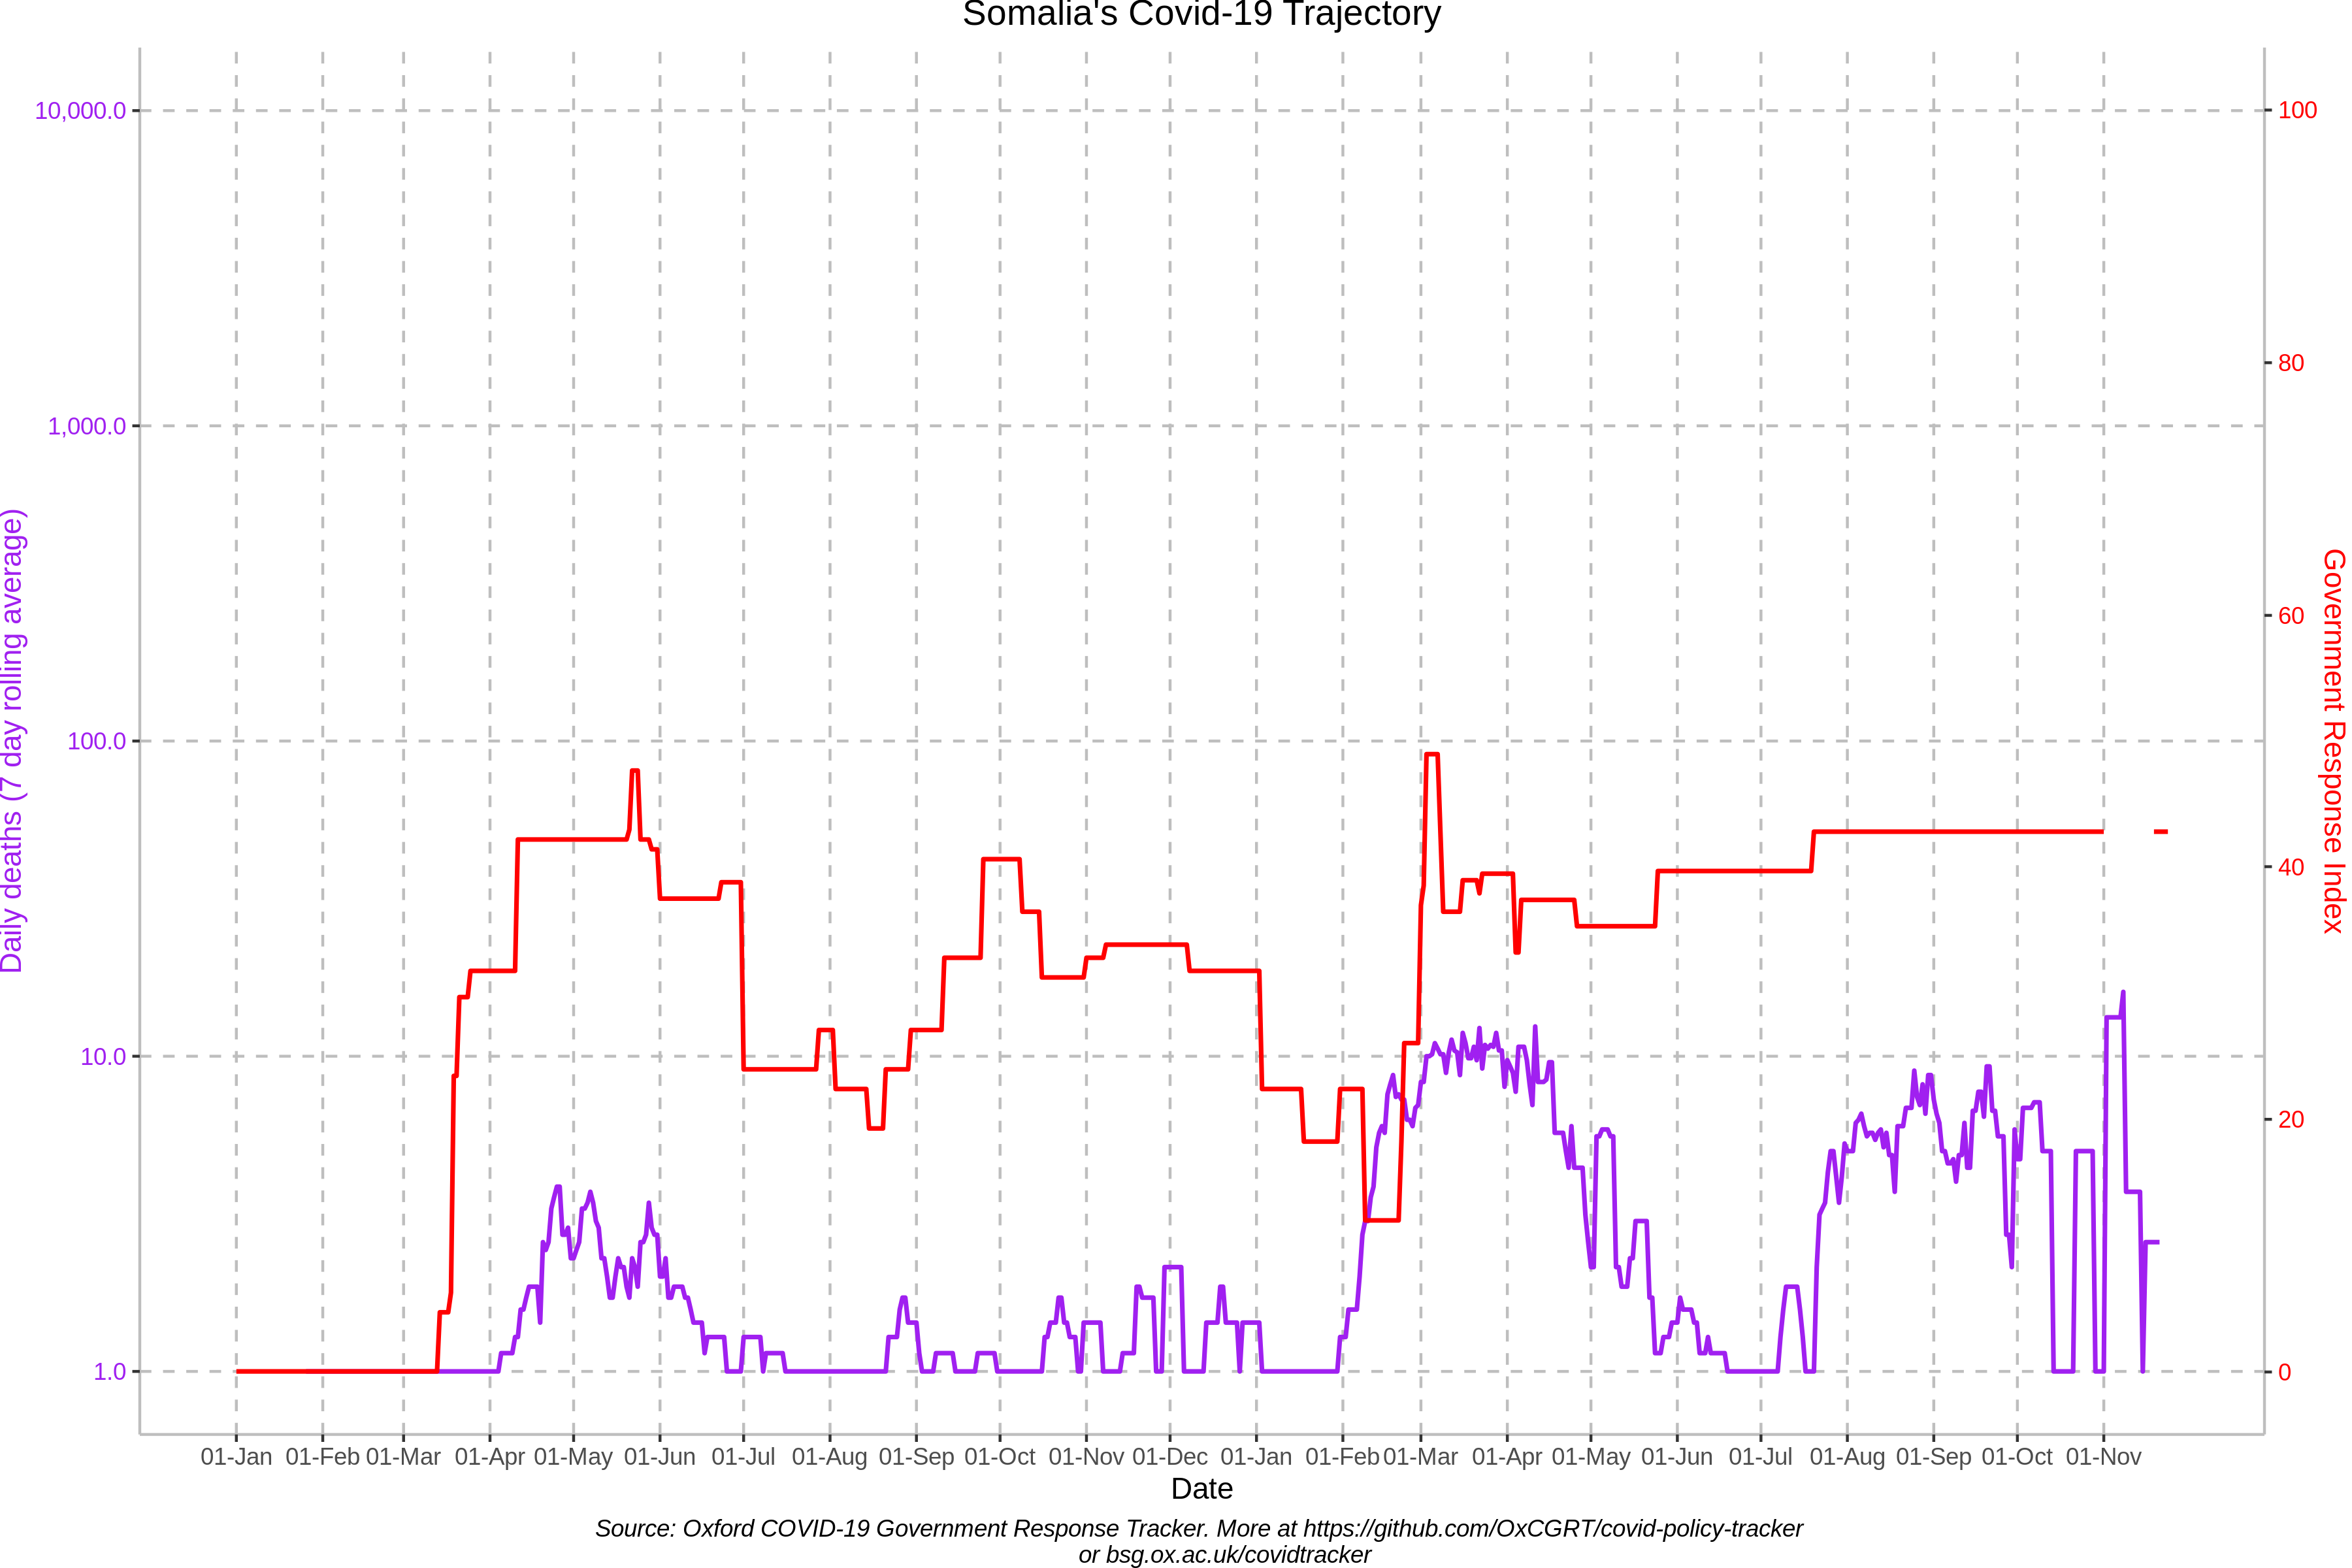 Somalia's Covid-19 Trajectory
10,000.0
1,000.0
100.0
10.0
1.0
Daily deaths (7 day rolling average)
100
80
60
40
20
0
Government Response Index
01-Jan 01-Feb 01-Mar 01-Apr 01-May 01-Jun 01-Jul 01-Aug 01-Sep 01-Oct 01-Nov 01-Dec 01-Jan 01-Feb 01-Mar 01-Apr 01-May 01-Jun 01-Jul 01-Aug 01-Sep 01-Oct 01-Nov
Date
Source: Oxford COVID-19 Government Response Tracker. More at https://github.com/OxCGRT/covid-policy-tracker
or bsg.ox.ac.uk/covidtracker